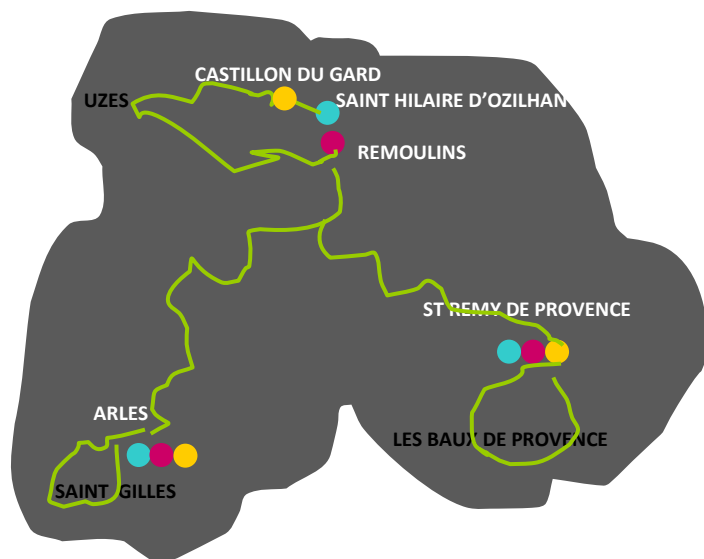 CASTILLON DU GARD
UZES
SAINT HILAIRE D’OZILHAN
REMOULINS
ST REMY DE PROVENCE
ARLES
LES BAUX DE PROVENCE
SAINT GILLES